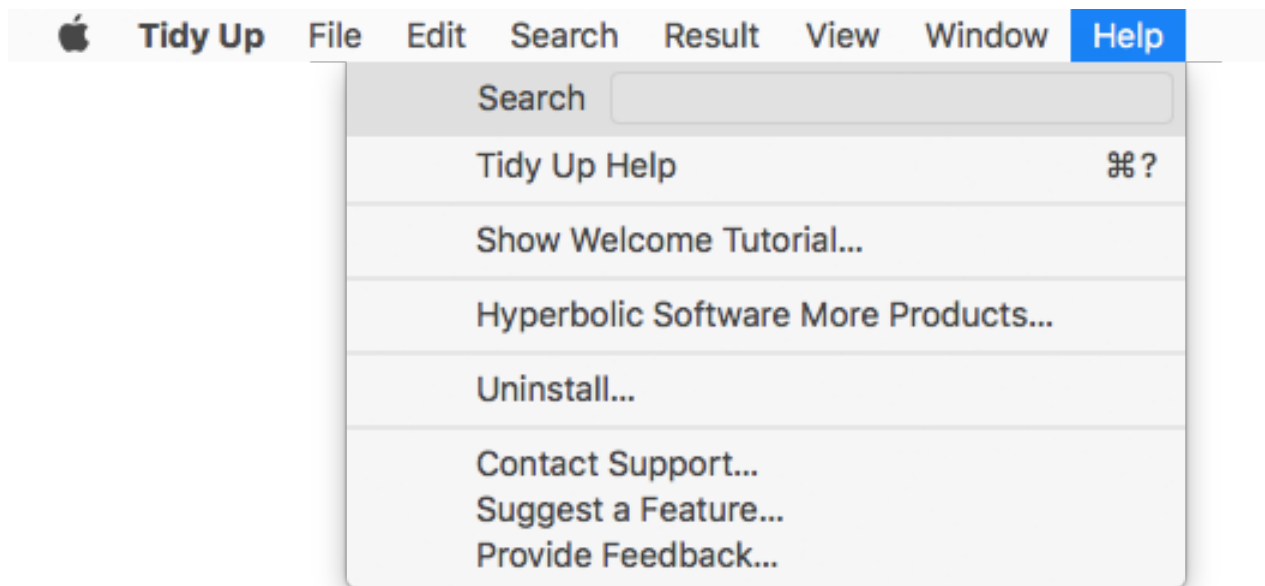 Tidy Up File Edit Search Result View Window Help
Search
Tidy Up Help ⌘?
Show Welcome Tutorial...
Hyperbolic Software More Products...
Uninstall...
Contact Support...
Suggest a Feature...
Provide Feedback...